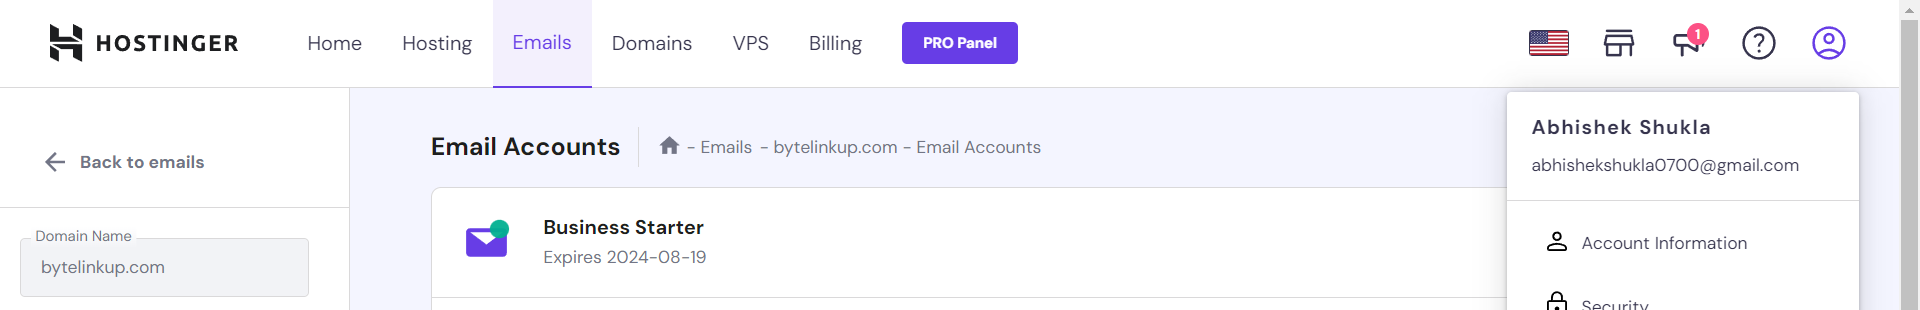 HOSTINGER Home Hosting Emails Domains VPS Billing PRO Panel 1
Abhishek Shukla
abhishekshukla0700@gmail.com
Account Information
Security
Back to emails
Domain Name
bytelinkup.com
Email Accounts - Emails - bytelinkup.com - Email Accounts
Business Starter
Expires 2024-08-19